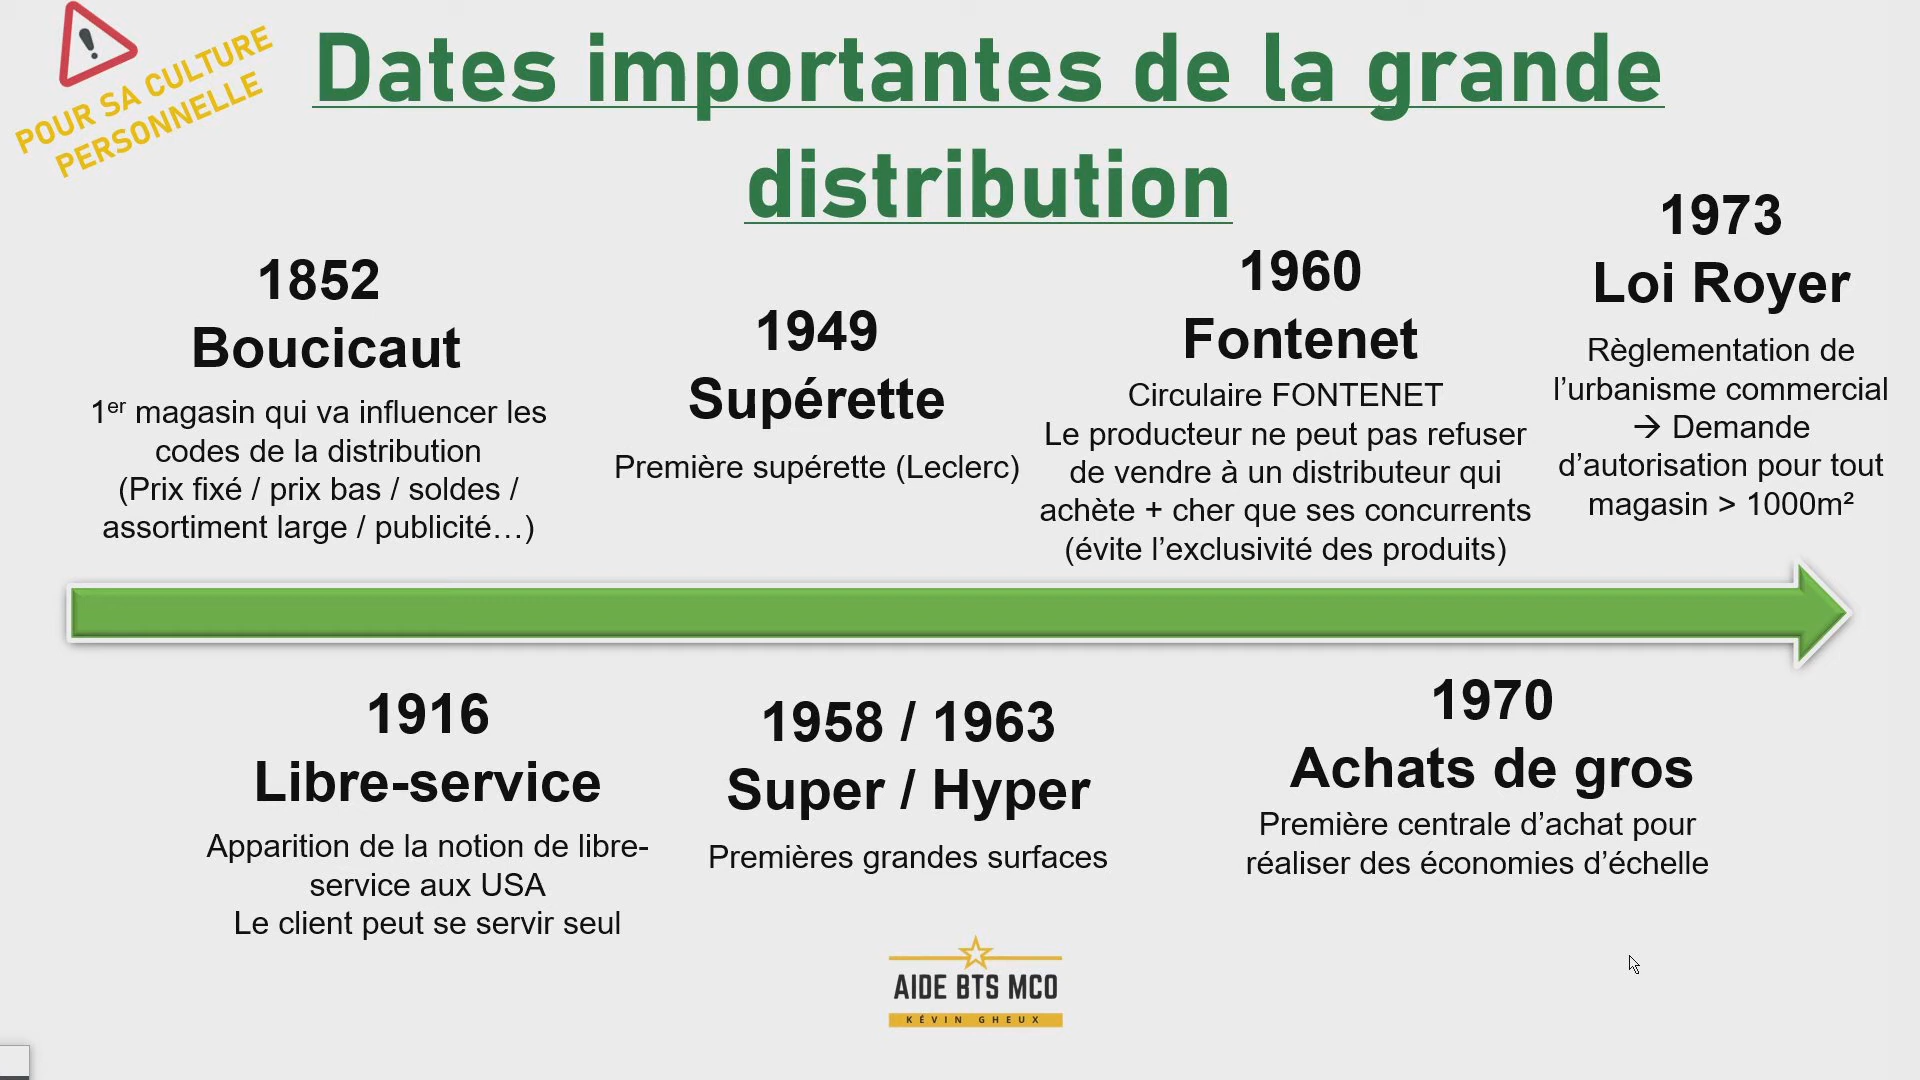 POUR SA CULTURE
PERSONNELLE
Dates importantes de la grande
distribution
1852
Boucicaut
1er magasin qui va influencer les
codes de la distribution
(Prix fixé / prix bas / soldes /
assortiment large / publicité…)
1949
Supérette
Première supérette (Leclerc)
1960
Fontenet
Circulaire FONTENET
Le producteur ne peut pas refuser
de vendre à un distributeur qui
achète + cher que ses concurrents
(évite l’exclusivité des produits)
1973
Loi Royer
Règlementation de
l’urbanisme commercial
→ Demande
d’autorisation pour tout
magasin > 1000m²
1916
Libre-service
Apparition de la notion de libre-
service aux USA
Le client peut se servir seul
1958 / 1963
Super / Hyper
Premières grandes surfaces
1970
Achats de gros
Première centrale d’achat pour
réaliser des économies d’échelle
AIDE BTS MCO
KÉVIN GHEUX